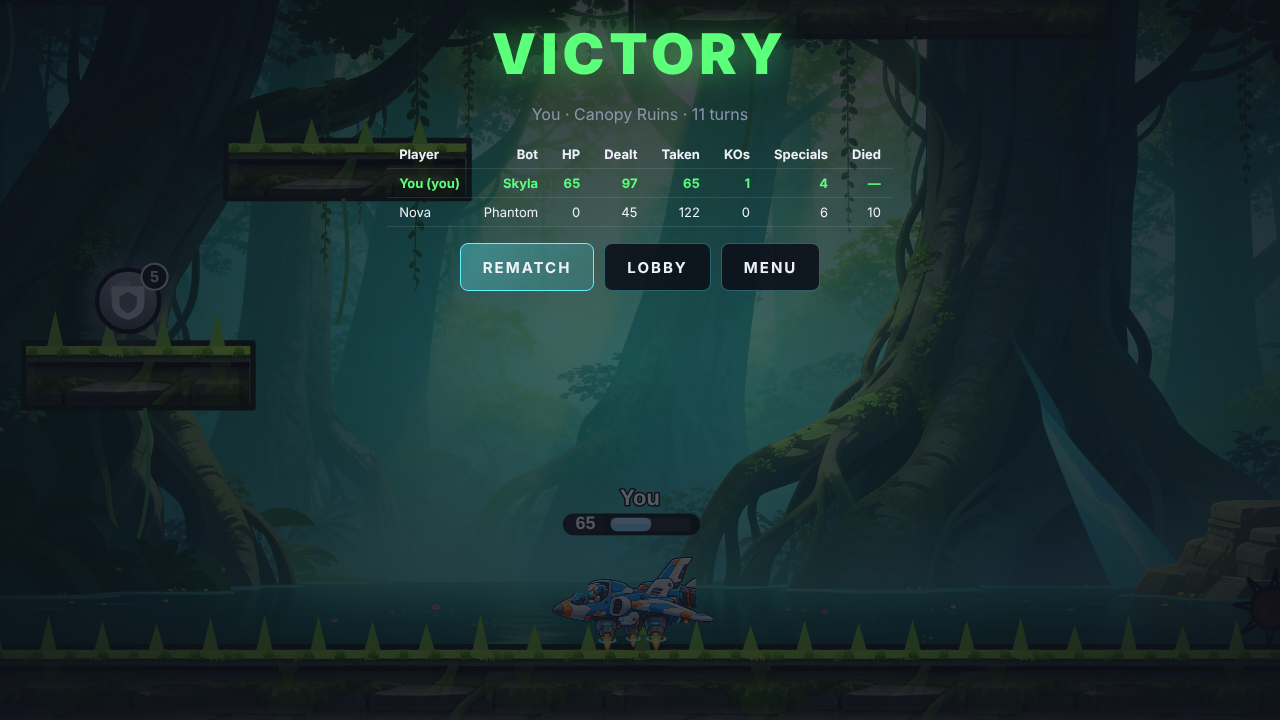 VICTORY
You · Canopy Ruins · 11 turns
Player Bot HP Dealt Taken KOs Specials Died
You (you) Skyla 65 97 65 1 4 —
Nova Phantom 0 45 122 0 6 10
REMATCH LOBBY MENU
5
You
65